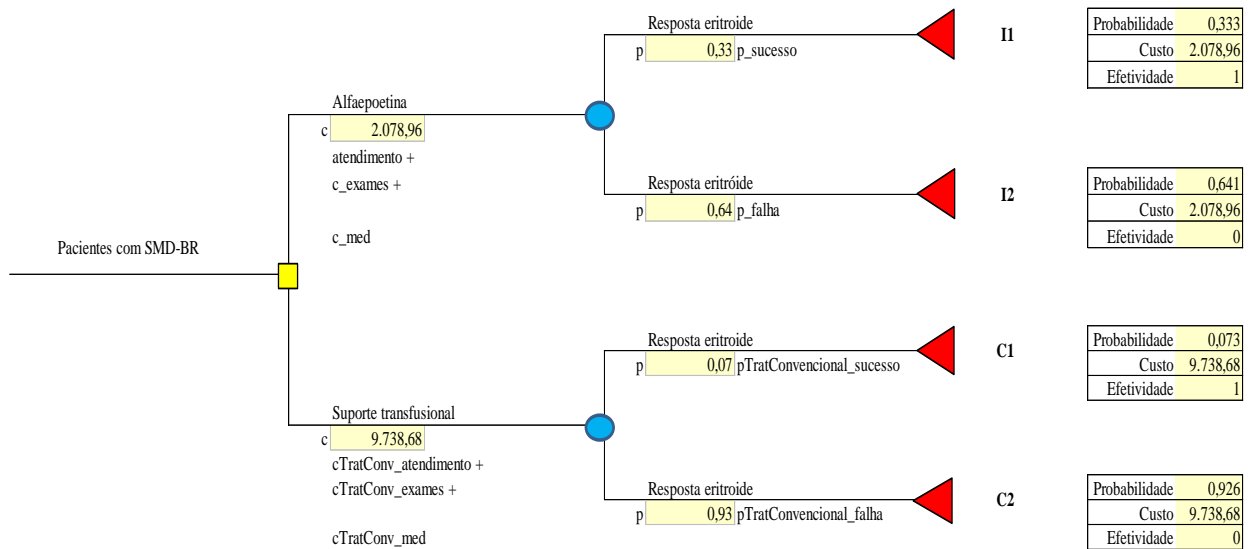 Resposta eritroide
p 0,33 p_sucesso
I1
Probabilidade 0,333
Custo 2.078,96
Efetividade 1
Alfaepoetina
c 2.078,96
atendimento +
c_exames +
c_med
Resposta eritróide
p 0,64 p_falha
I2
Probabilidade 0,641
Custo 2.078,96
Efetividade 0
Pacientes com SMD-BR
Resposta eritroide
p 0,07 pTratConvencional_sucesso
C1
Probabilidade 0,073
Custo 9.738,68
Efetividade 1
Suporte transfusional
c 9.738,68
cTratConv_atendimento +
cTratConv_exames +
cTratConv_med
Resposta eritroide
p 0,93 pTratConvencional_falha
C2
Probabilidade 0,926
Custo 9.738,68
Efetividade 0